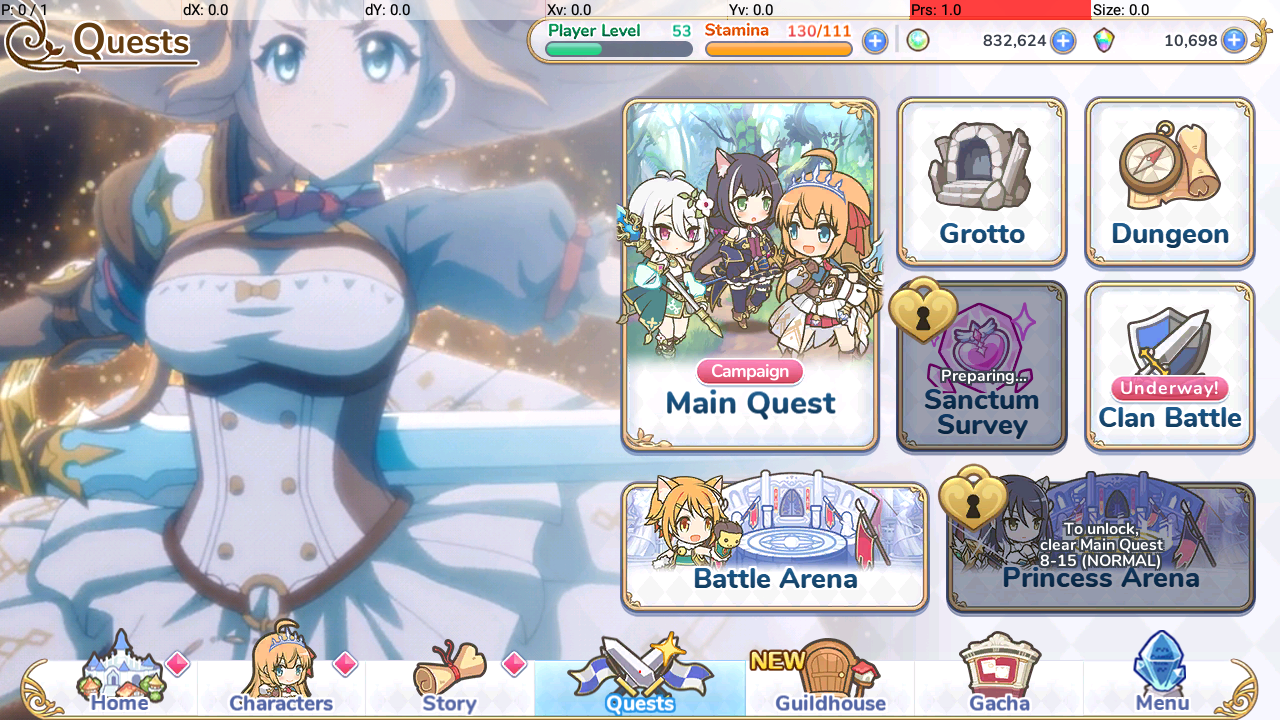 P: 0 / 1
dX: 0.0
dY: 0.0
Xv: 0.0
Yv: 0.0
Prs: 1.0
Size: 0.0
Quests
Player Level 53
Stamina 130/111
832,624
10,698
Campaign
Main Quest
Grotto
Dungeon
Preparing...
Sanctum
Survey
Underway!
Clan Battle
Battle Arena
To unlock,
clear Main Quest
8-15 (NORMAL)
Princess Arena
Home
Characters
Story
Quests
NEW
Guildhouse
Gacha
Menu